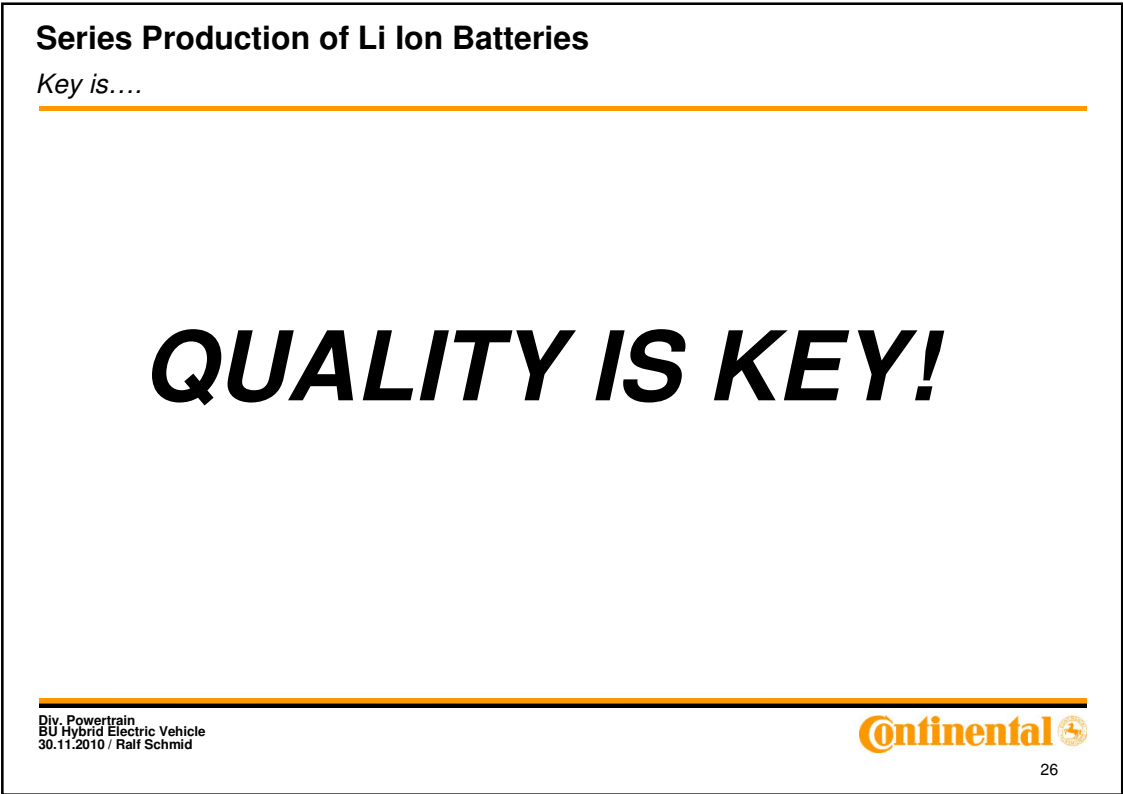 Series Production of Li Ion Batteries
Key is….
QUALITY IS KEY!
Div. Powertrain
BU Hybrid Electric Vehicle
30.11.2010 / Ralf Schmid
Continental
26